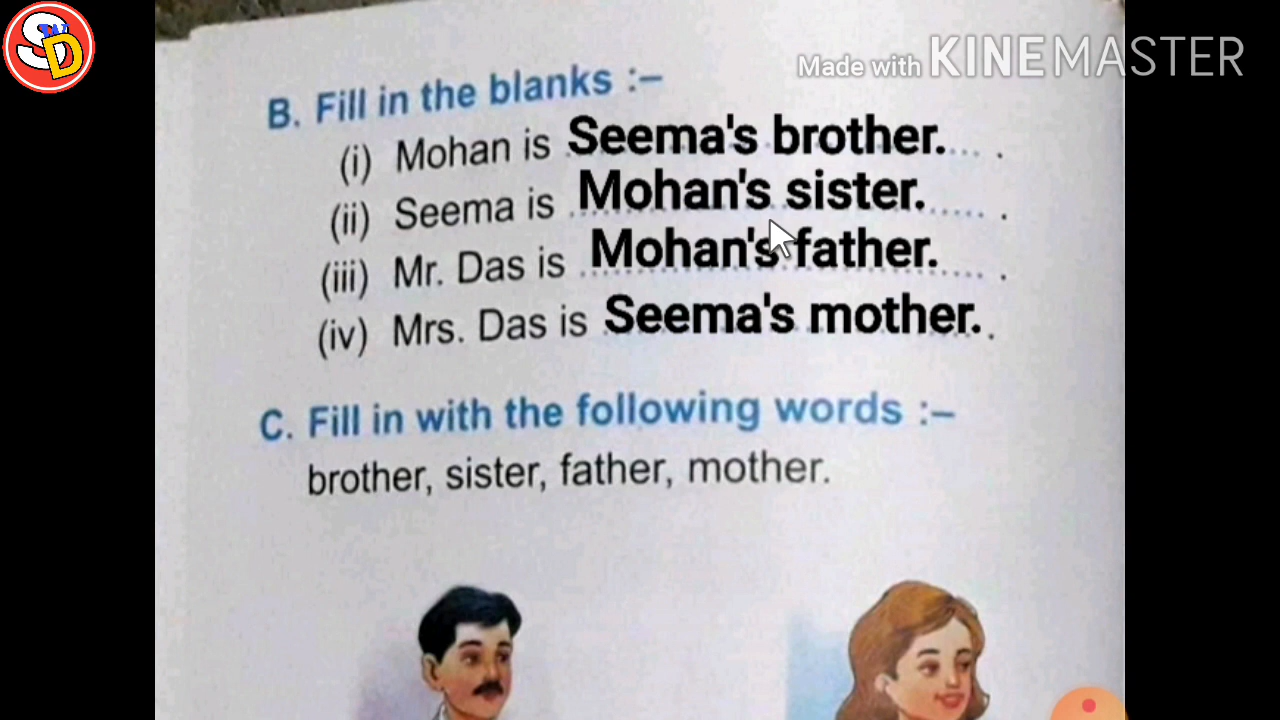 SD
Made with KINEMASTER
B. Fill in the blanks :–
(i) Mohan is Seema's brother. .
(ii) Seema is Mohan's sister. .
(iii) Mr. Das is Mohan's father. .
(iv) Mrs. Das is Seema's mother. .
C. Fill in with the following words :–
brother, sister, father, mother.